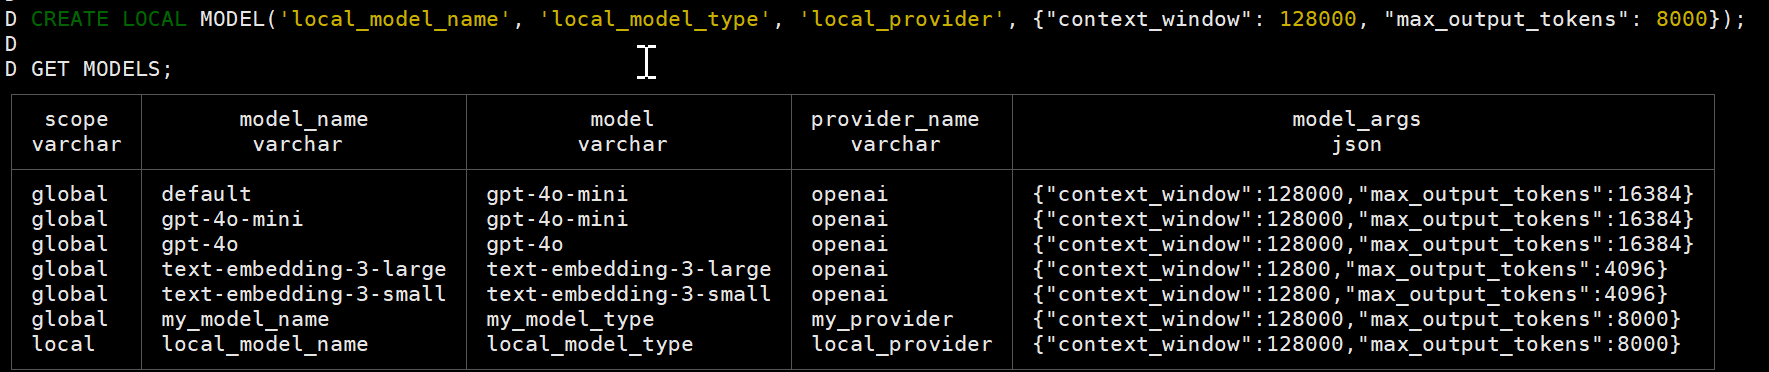 D CREATE LOCAL MODEL('local_model_name', 'local_model_type', 'local_provider', {"context_window": 128000, "max_output_tokens": 8000});
D
D GET MODELS;
scope model_name model provider_name model_args
varchar varchar varchar varchar json
global default gpt-4o-mini openai {"context_window":128000,"max_output_tokens":16384}
global gpt-4o-mini gpt-4o-mini openai {"context_window":128000,"max_output_tokens":16384}
global gpt-4o gpt-4o openai {"context_window":128000,"max_output_tokens":16384}
global text-embedding-3-large text-embedding-3-large openai {"context_window":12800,"max_output_tokens":4096}
global text-embedding-3-small text-embedding-3-small openai {"context_window":12800,"max_output_tokens":4096}
global my_model_name my_model_type my_provider {"context_window":128000,"max_output_tokens":8000}
local local_model_name local_model_type local_provider {"context_window":128000,"max_output_tokens":8000}